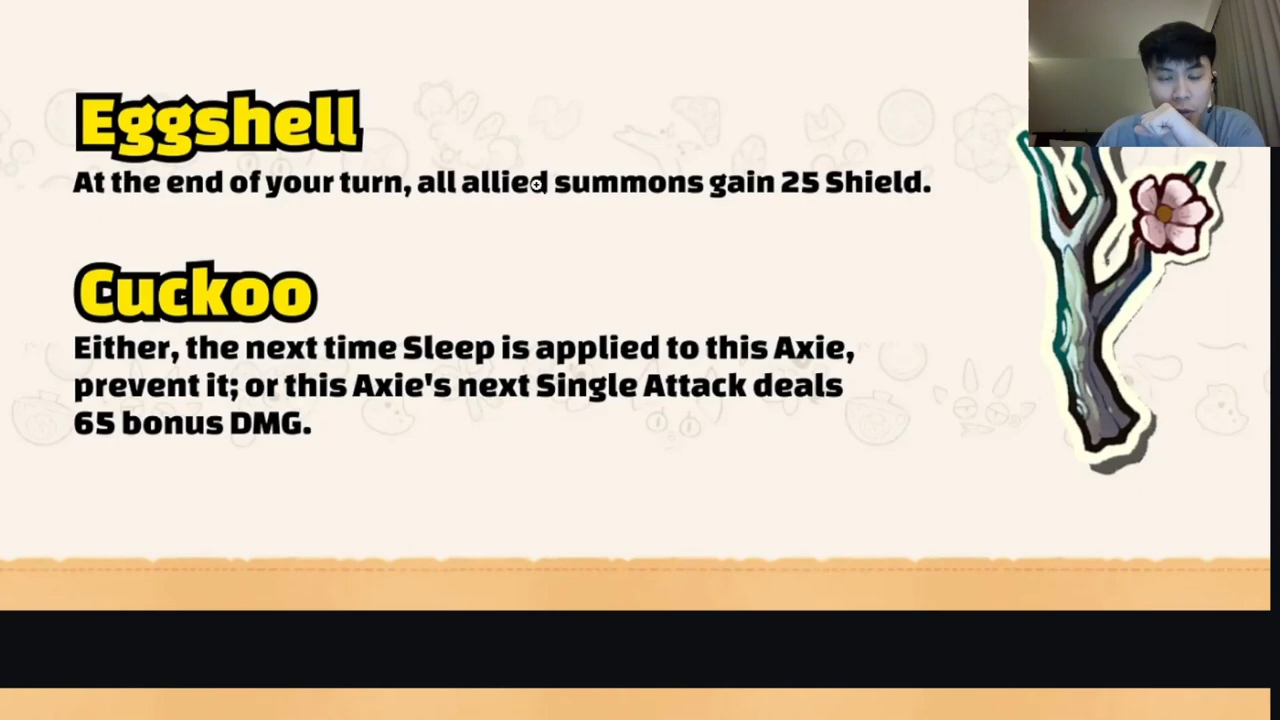 Eggshell
At the end of your turn, all allied summons gain 25 Shield.
Cuckoo
Either, the next time Sleep is applied to this Axie,
prevent it; or this Axie's next Single Attack deals
65 bonus DMG.